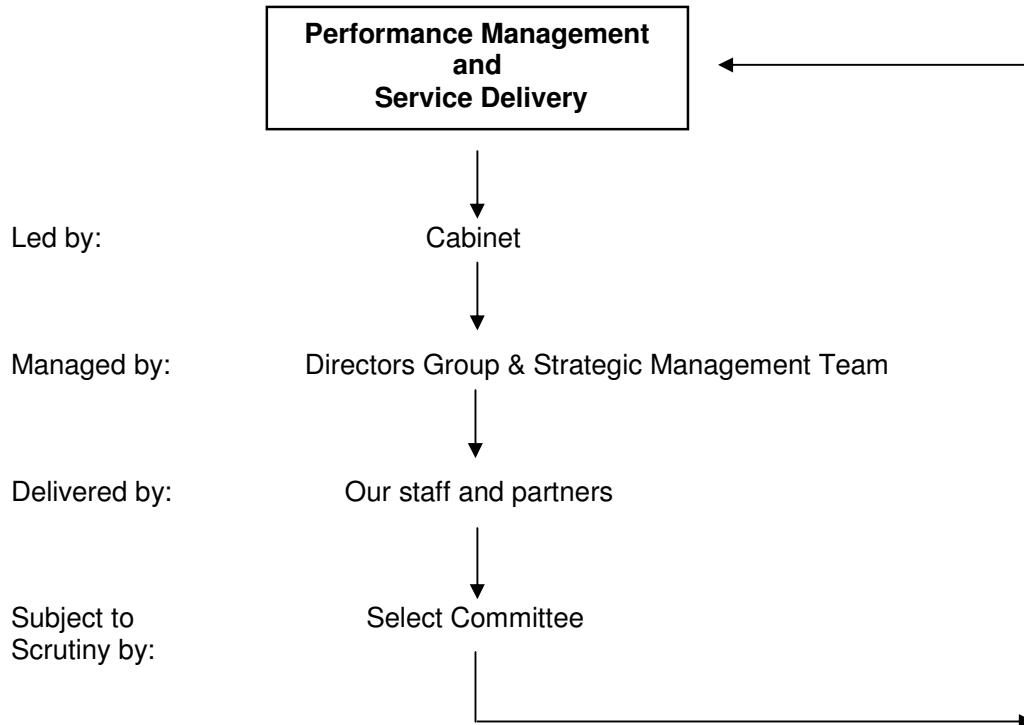 Performance Management
and
Service Delivery
Led by: Cabinet
Managed by: Directors Group & Strategic Management Team
Delivered by: Our staff and partners
Subject to Select Committee
Scrutiny by: